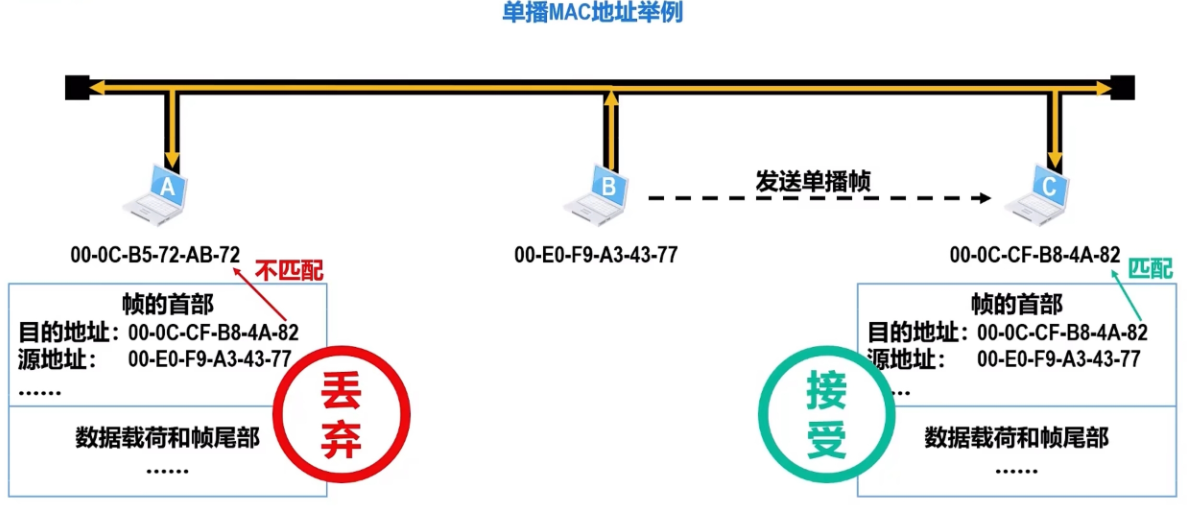 单播MAC地址举例
A
B
C
发送单播帧
00-0C-B5-72-AB-72
00-E0-F9-A3-43-77
00-0C-CF-B8-4A-82
不匹配
匹配
帧的首部
目的地址：00-0C-CF-B8-4A-82
源地址： 00-E0-F9-A3-43-77
......
数据载荷和帧尾部
......
丢弃
帧的首部
目的地址：00-0C-CF-B8-4A-82
源地址： 00-E0-F9-A3-43-77
...
数据载荷和帧尾部
......
接受